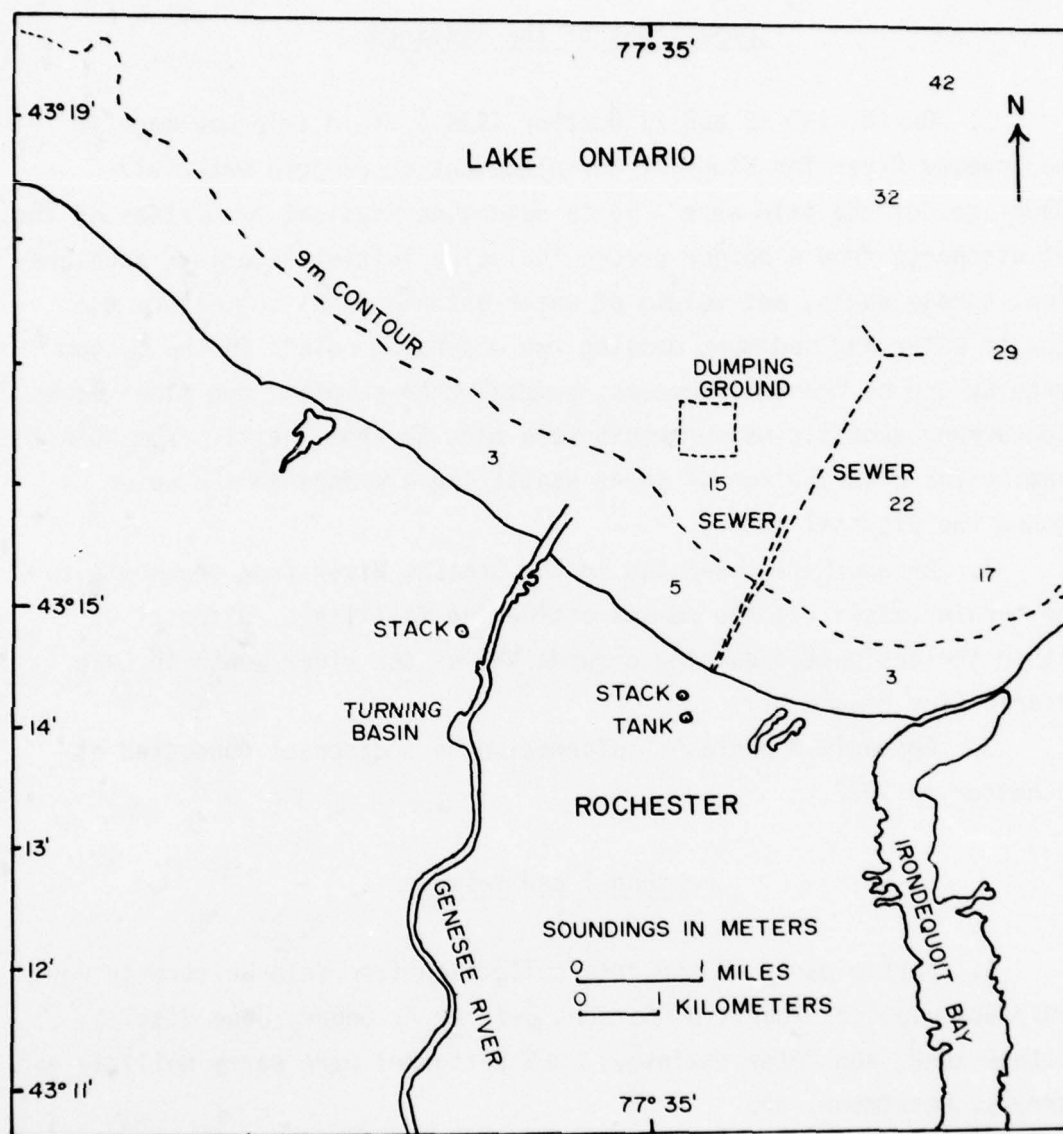 77° 35
42
43° 19'
N
LAKE ONTARIO
32
9m CONTOUR
29
DUMPING
GROUND
3
15
SEWER
22
SEWER
17
5
43° 15'
STACK
3
STACK
TURNING
BASIN
TANK
14'
ROCHESTER
13'
GENESEE RIVER
IRONDEQUOIT BAY
SOUNDINGS IN METERS
12'
0 1 MILES
0 1 KILOMETERS
43° 11'
77° 35'